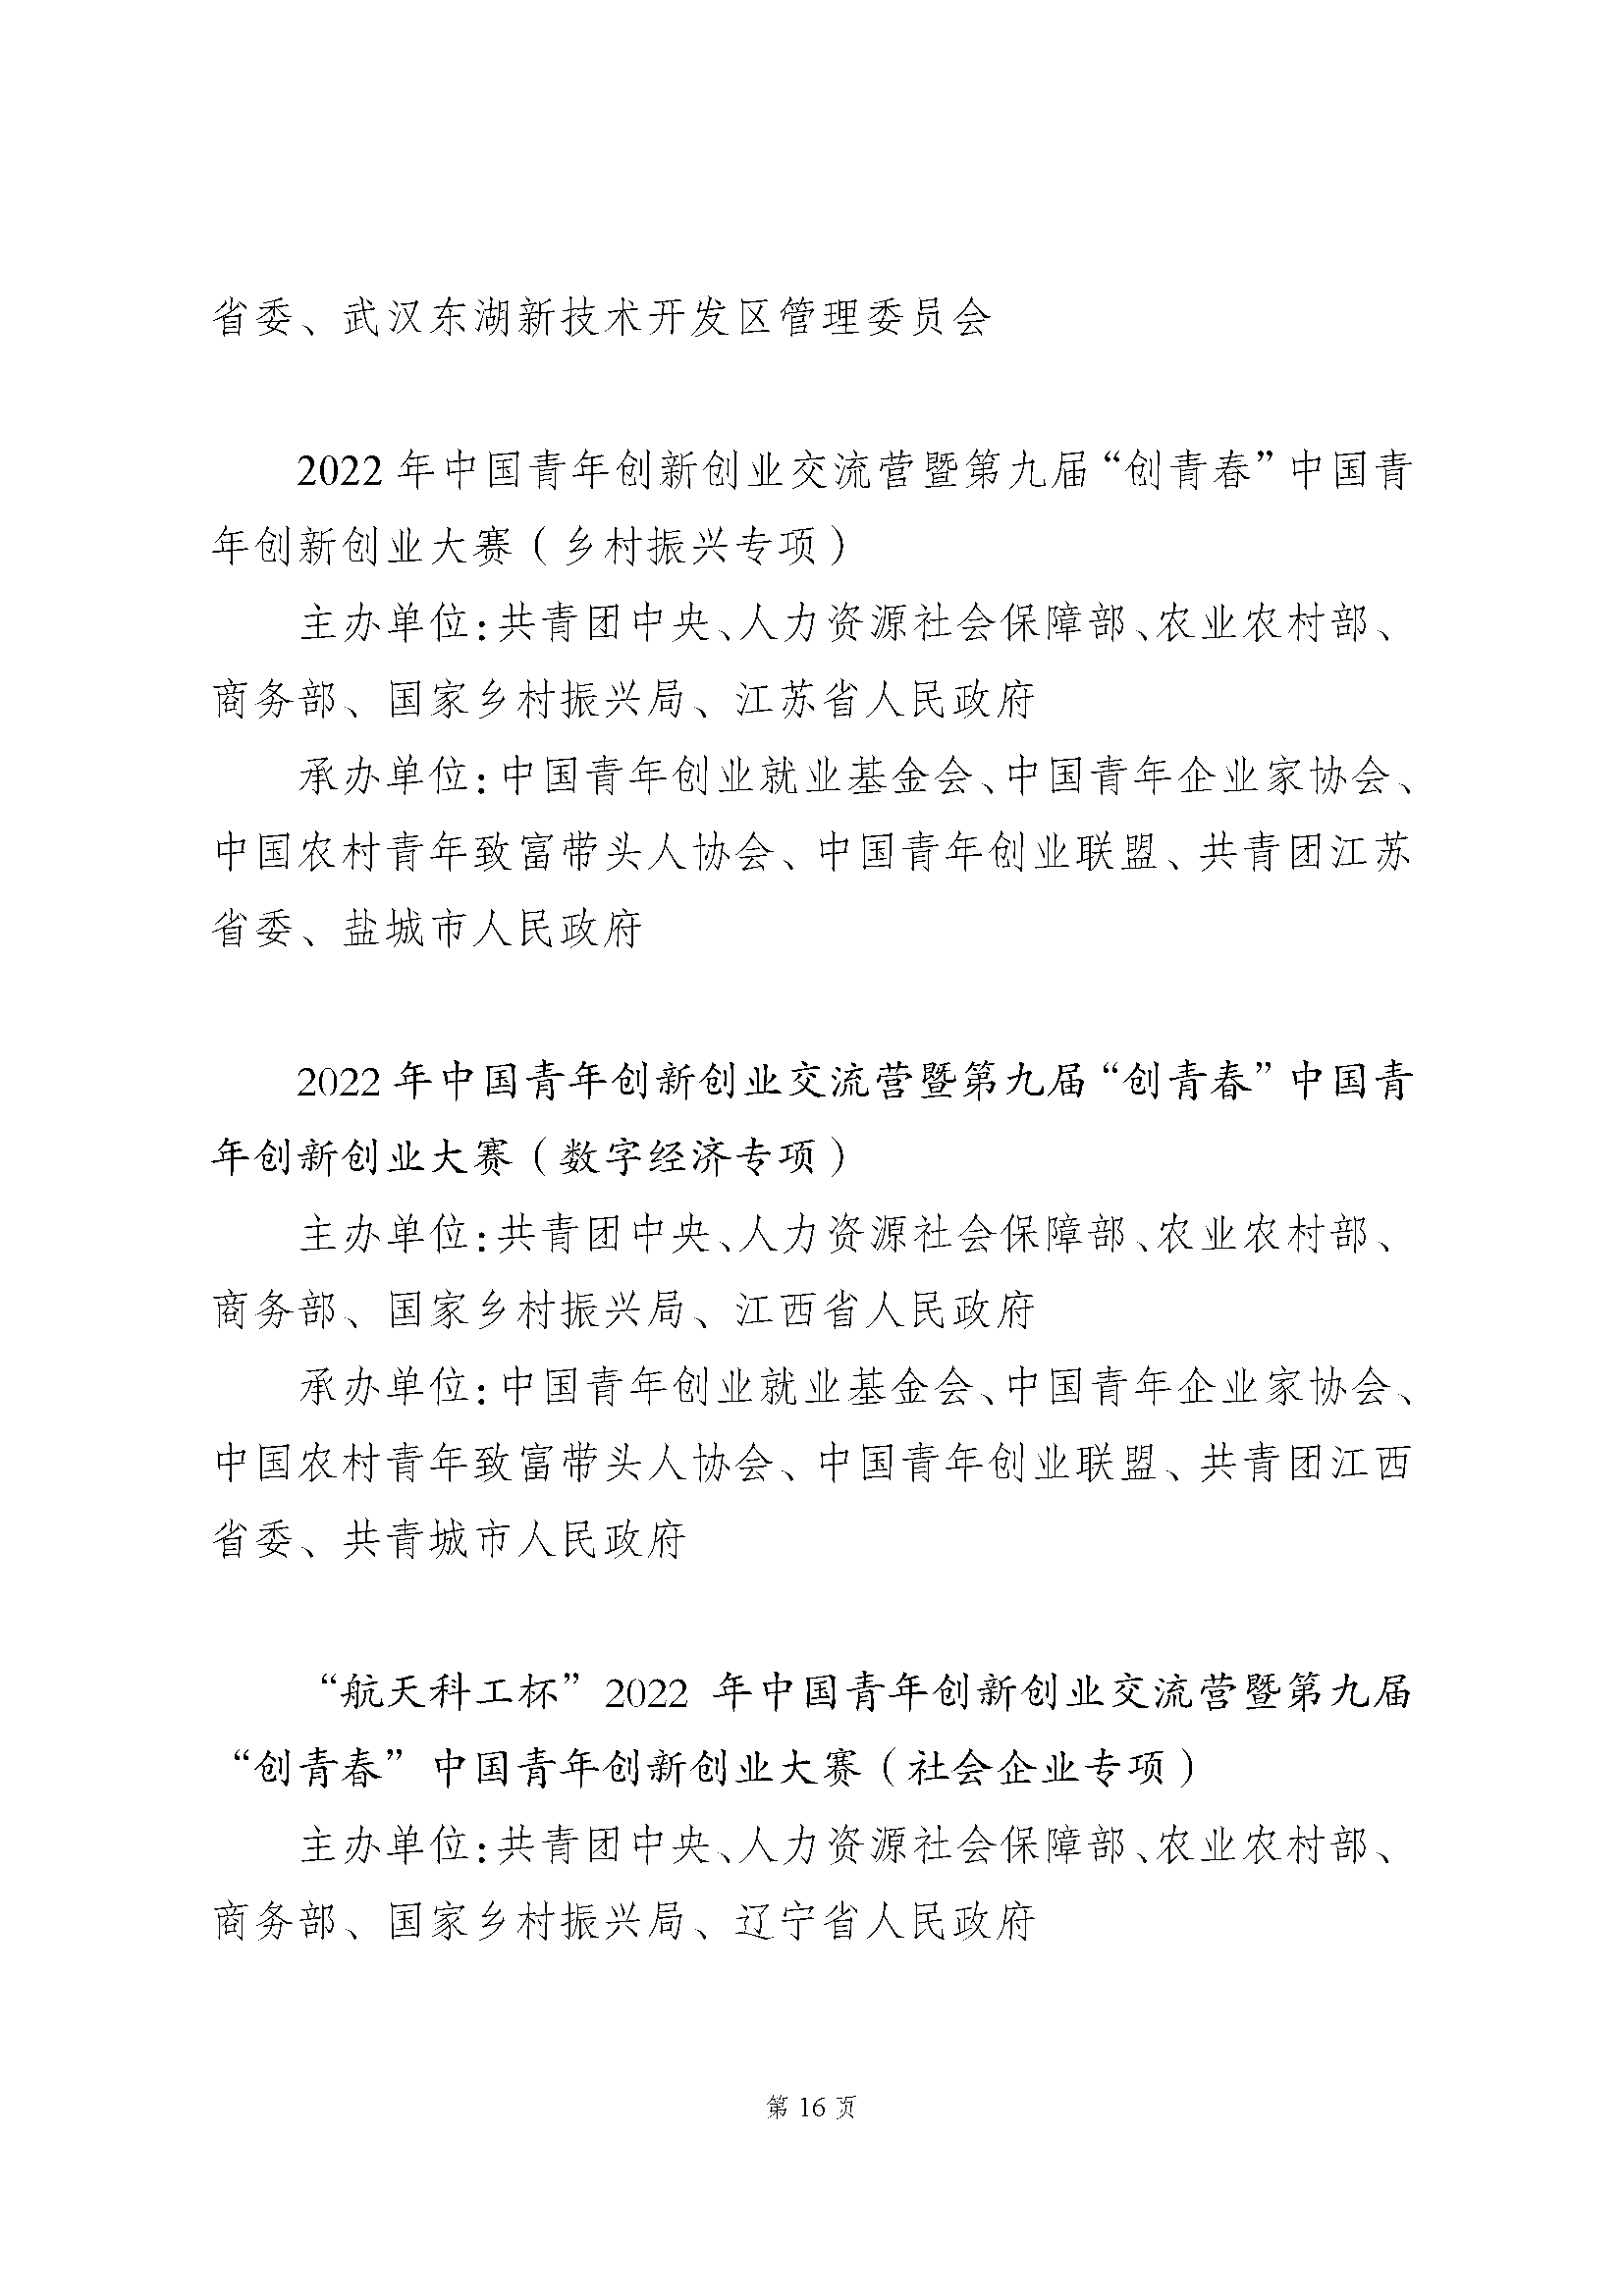 省委、武汉东湖新技术开发区管理委员会
2022 年中国青年创新创业交流营暨第九届“创青春”中国青
年创新创业大赛（乡村振兴专项）
主办单位：共青团中央、人力资源社会保障部、农业农村部、
商务部、国家乡村振兴局、江苏省人民政府
承办单位：中国青年创业就业基金会、中国青年企业家协会、
中国农村青年致富带头人协会、中国青年创业联盟、共青团江苏
省委、盐城市人民政府
2022 年中国青年创新创业交流营暨第九届“创青春”中国青
年创新创业大赛（数字经济专项）
主办单位：共青团中央、人力资源社会保障部、农业农村部、
商务部、国家乡村振兴局、江西省人民政府
承办单位：中国青年创业就业基金会、中国青年企业家协会、
中国农村青年致富带头人协会、中国青年创业联盟、共青团江西
省委、共青城市人民政府
“航天科工杯”2022 年中国青年创新创业交流营暨第九届
“创青春”中国青年创新创业大赛（社会企业专项）
主办单位：共青团中央、人力资源社会保障部、农业农村部、
商务部、国家乡村振兴局、辽宁省人民政府
第 16 页